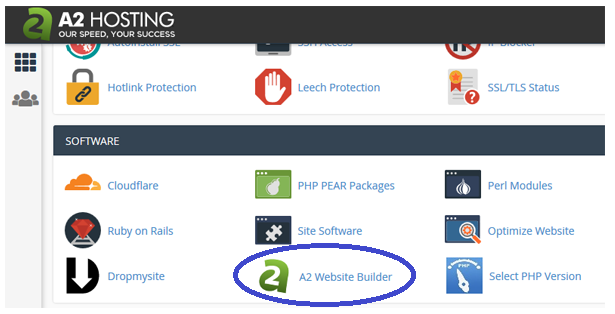 A2 HOSTING
OUR SPEED, YOUR SUCCESS
AutoInstall SSL
SSH Access
IP Blocker
Hotlink Protection
Leech Protection
SSL/TLS Status
SOFTWARE
Cloudflare
PHP PEAR Packages
Perl Modules
Ruby on Rails
Site Software
Optimize Website
Dropmysite
A2 Website Builder
PHP
Select PHP Version